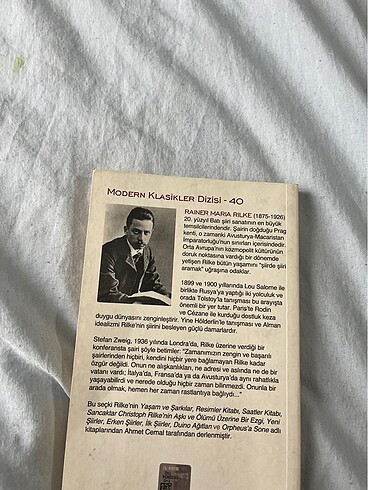 MODERN KLASİKLER DİZİSİ - 40
RAINER MARIA RILKE (1875-1926)
20. yüzyıl Batı şiiri sanatının en büyük
temsilcilerindendir. Şairin doğduğu Prag
kenti, o zamanki Avusturya-Macaristan
İmparatorluğu'nun sınırları içerisindedir.
Orta Avrupa'nın kozmopolit kültürünün
doruk noktasına vardığı bir dönemde
yetişen Rilke bütün yaşamını "şiirde şiiri
aramak" uğraşına odaklar.
1899 ve 1900 yıllarında Lou Salome ile
birlikte Rusya'ya yaptığı iki yolculuk ve
orada Tolstoy'la tanışması bu arayışta
önemli bir yer tutar. Paris'te Rodin
ve Cézane ile kurduğu dostluk keza
duygu dünyasını zenginleştirir. Yine Hölderlin'le tanışması ve Alman
idealizmi Rilke'nin şiirini besleyen güçlü damarlardır.
Stefan Zweig, 1936 yılında Londra'da, Rilke üzerine verdiği bir
konferansta şairi şöyle betimler: "Zamanımızın zengin ve başarılı
şairlerinden hiçbiri, kendini hiçbir yere bağlamayan Rilke kadar
özgür değildi. Onun ne alışkanlıkları, ne adresi ve aslında ne de bir
vatanı vardı; İtalya'da, Fransa'da ya da Avusturya'da aynı rahatlıkla
yaşayabilirdi ve nerede olduğu hiçbir zaman bilinmezdi. Onunla bir
arada olmak, hemen her zaman rastlantıya bağlıydı..."
Bu seçki Rilke'nin Yaşam ve Şarkılar, Resimler Kitabı, Saatler Kitabı,
Sancaktar Christoph Rilke'nin Aşkı ve Ölümü Üzerine Bir Ezgi, Yeni
Şiirler, Erken Şiirler, İlk Şiirler, Duino Ağıtları ve Orpheus'a Sone adlı
kitaplarından Ahmet Cemal tarafından derlenmiştir.